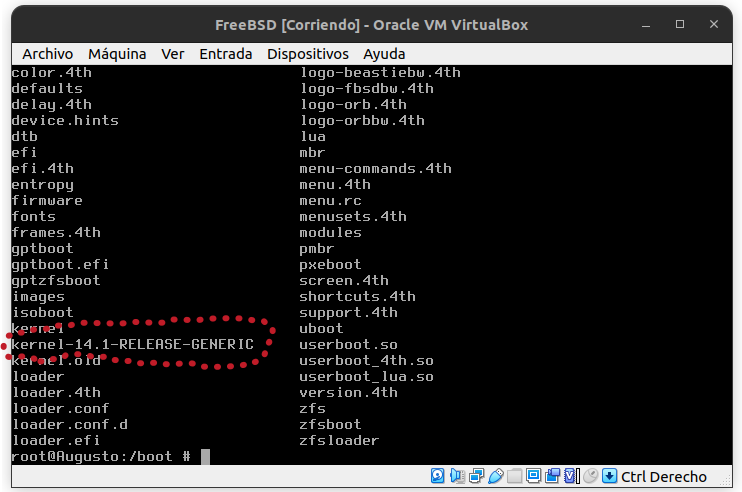 FreeBSD [Corriendo] - Oracle VM VirtualBox
Archivo Máquina Ver Entrada Dispositivos Ayuda
color.4th logo-beastiebw.4th
defaults logo-fbsdbw.4th
delay.4th logo-orb.4th
device.hints logo-orbbw.4th
dtb lua
efi mbr
efi.4th menu-commands.4th
entropy menu.4th
firmware menu.rc
fonts menusets.4th
frames.4th modules
gptboot pmbr
gptboot.efi pxeboot
gptzfsboot screen.4th
images shortcuts.4th
isoboot support.4th
kernel uboot
kernel-14.1-RELEASE-GENERIC userboot.so
kernel.old userboot_4th.so
loader userboot_lua.so
loader.4th version.4th
loader.conf zfs
loader.conf.d zfsboot
loader.efi zfsloader
root@Augusto:/boot #
Ctrl Derecho